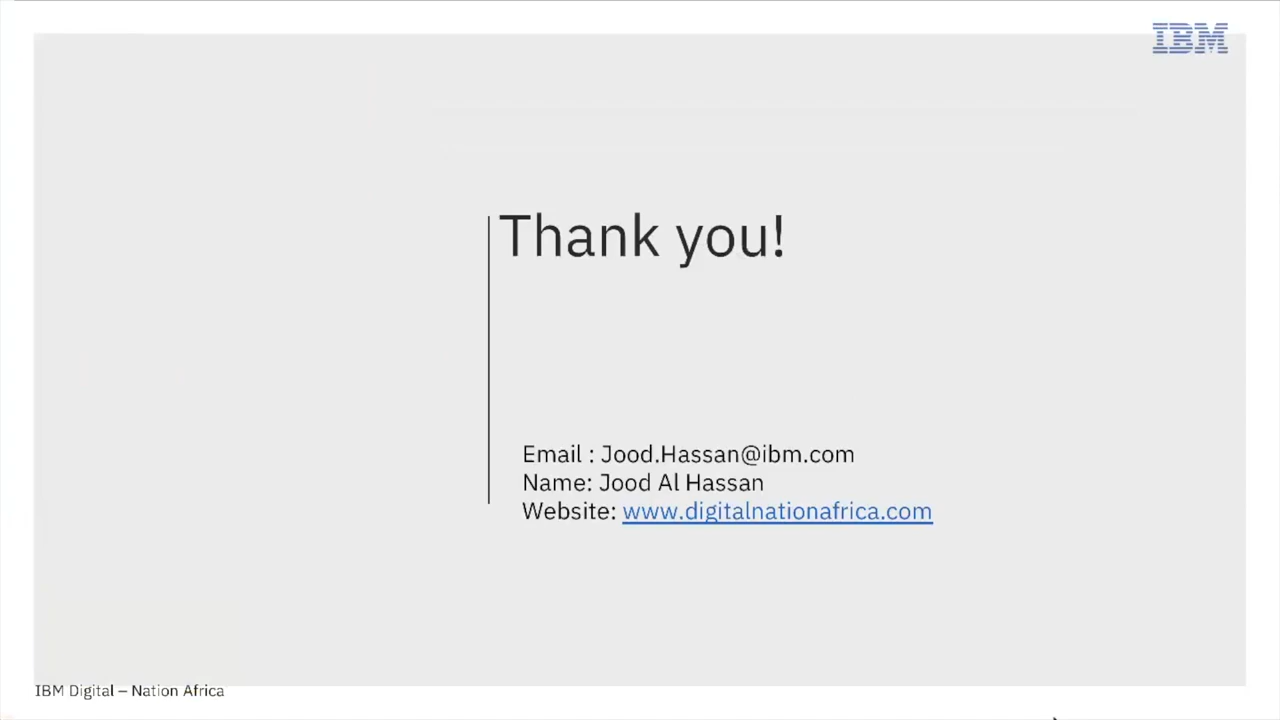 IBM
Thank you!
Email : Jood.Hassan@ibm.com
Name: Jood Al Hassan
Website: www.digitalnationafrica.com
IBM Digital – Nation Africa